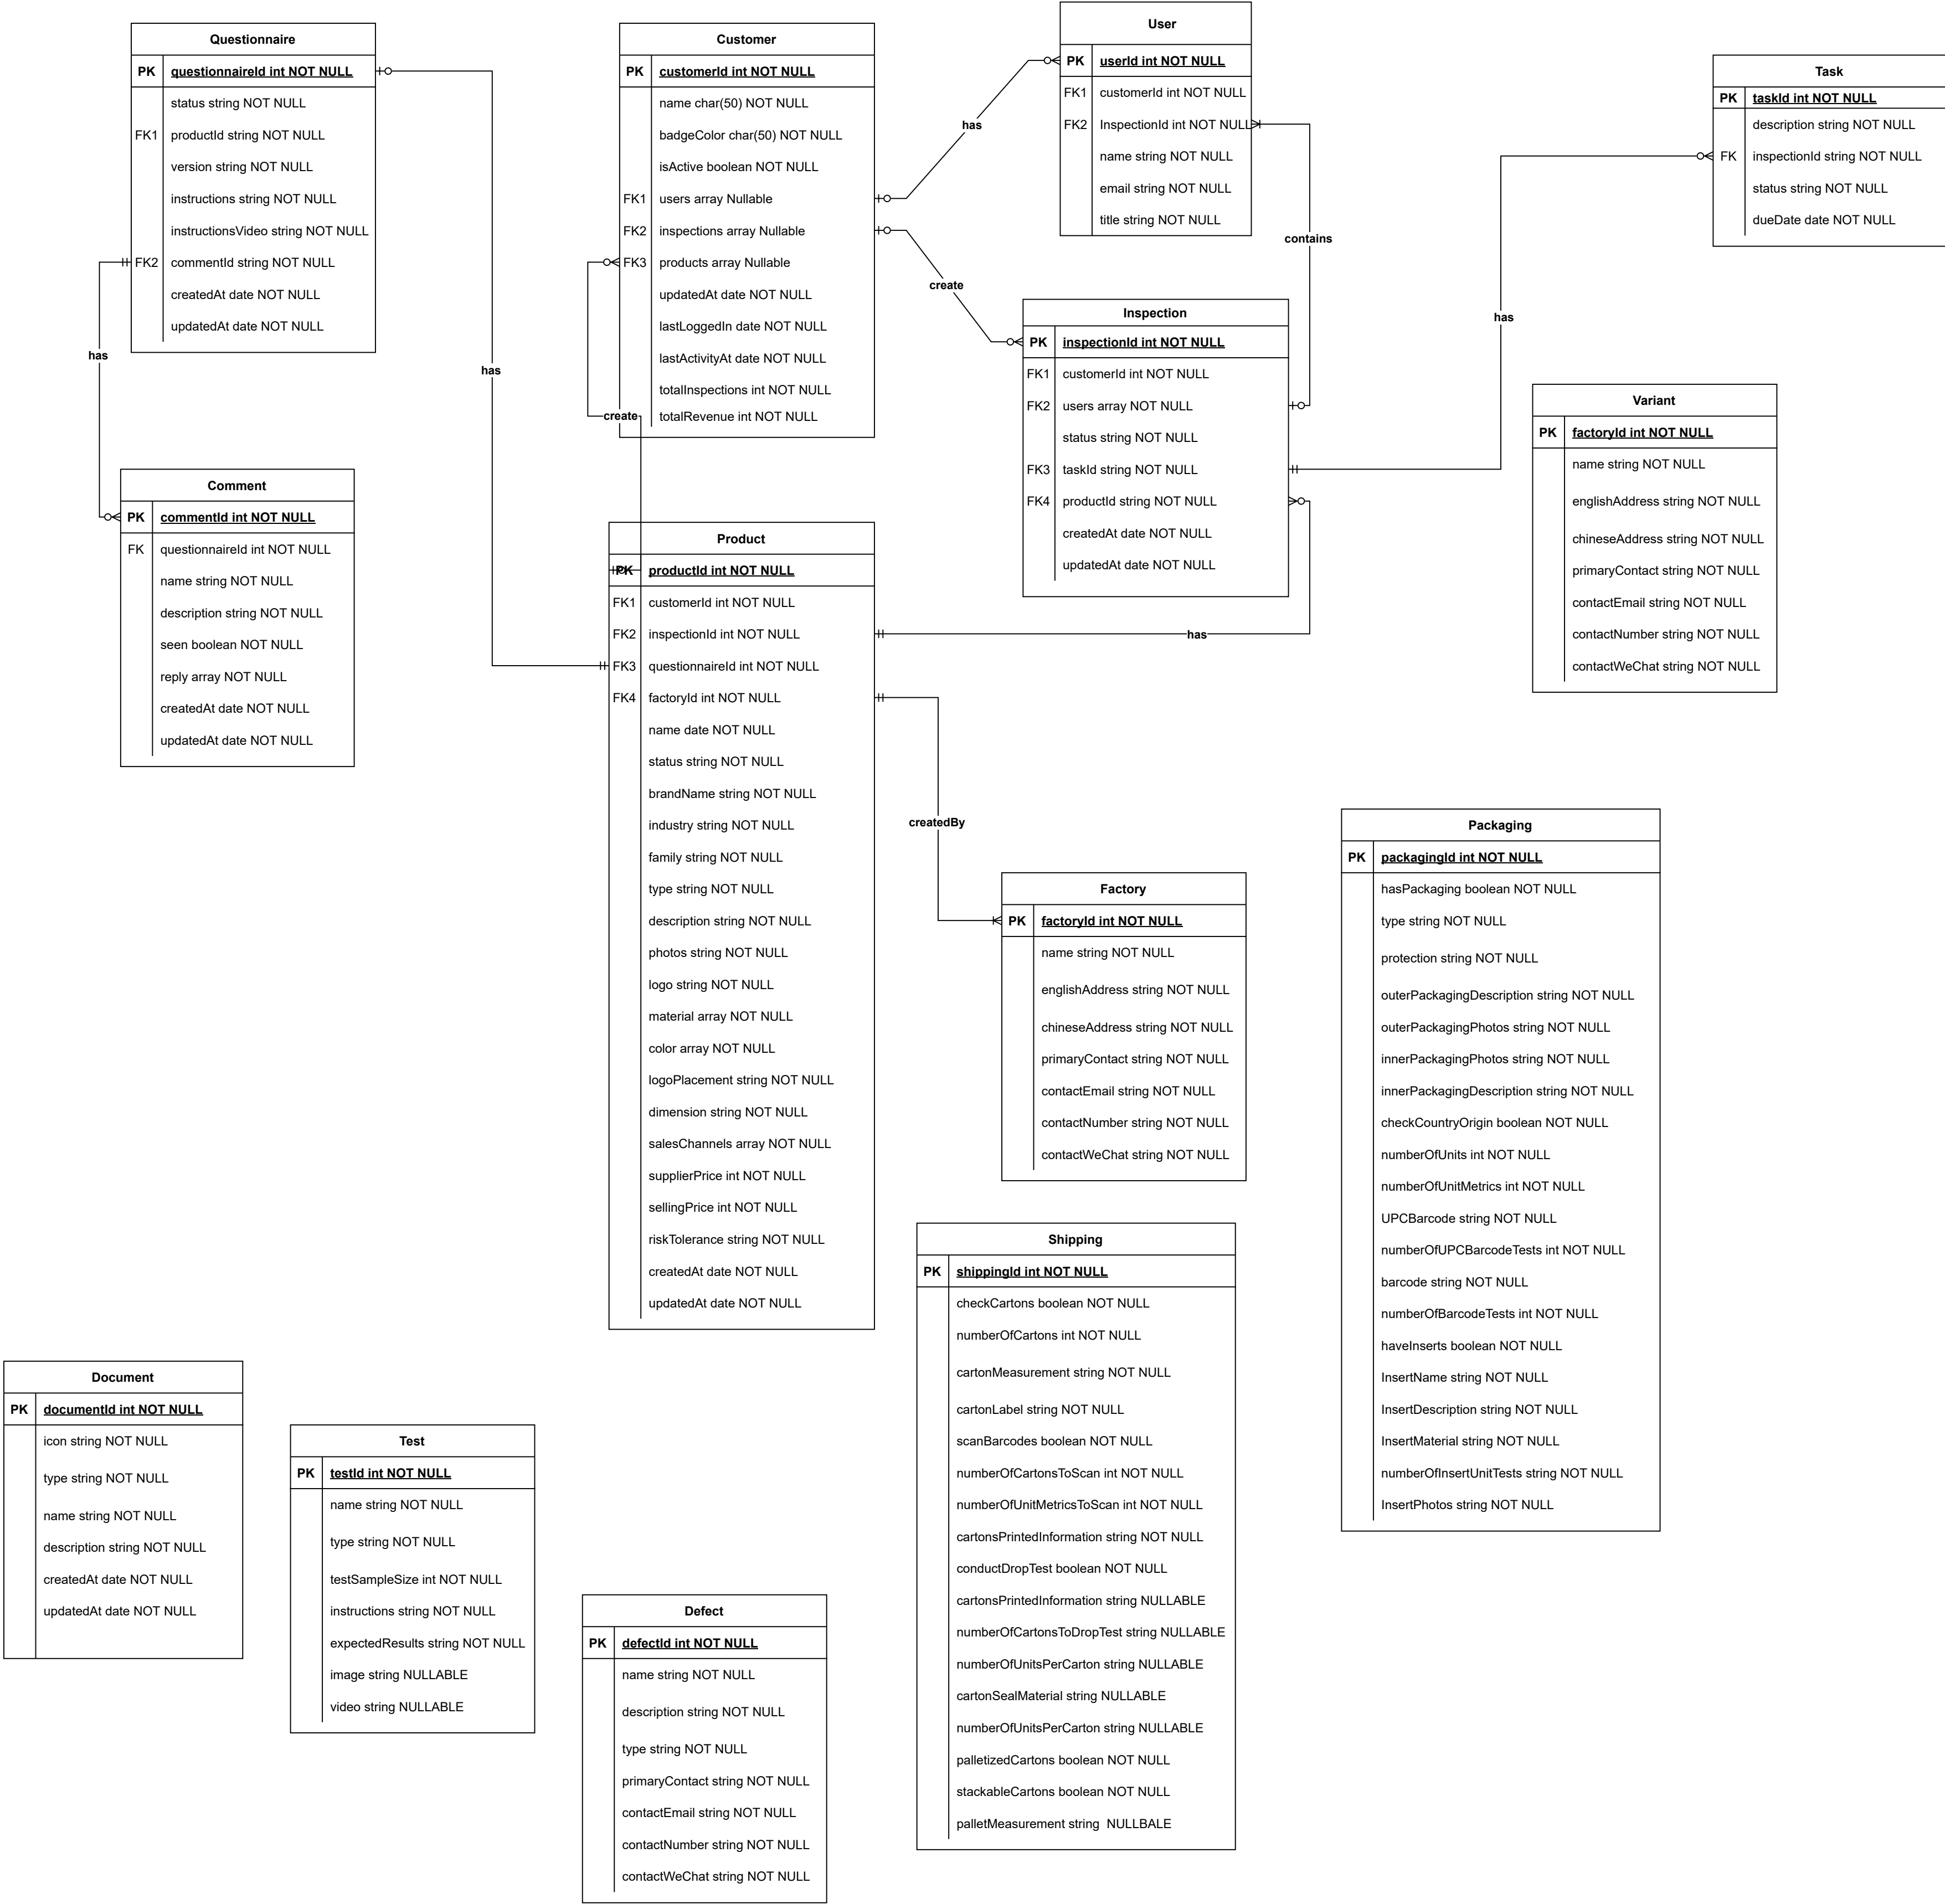 Questionnaire
PK questionnaireId int NOT NULL
status string NOT NULL
FK1 productId string NOT NULL
version string NOT NULL
instructions string NOT NULL
instructionsVideo string NOT NULL
FK2 commentId string NOT NULL
createdAt date NOT NULL
updatedAt date NOT NULL
has
has
Customer
PK customerId int NOT NULL
name char(50) NOT NULL
badgeColor char(50) NOT NULL
isActive boolean NOT NULL
FK1 users array Nullable
FK2 inspections array Nullable
FK3 products array Nullable
updatedAt date NOT NULL
lastLoggedIn date NOT NULL
lastActivityAt date NOT NULL
totalInspections int NOT NULL
totalRevenue int NOT NULL
create
has
create
User
PK userId int NOT NULL
FK1 customerId int NOT NULL
FK2 InspectionId int NOT NULL
name string NOT NULL
email string NOT NULL
title string NOT NULL
contains
Task
PK taskId int NOT NULL
description string NOT NULL
FK inspectionId string NOT NULL
status string NOT NULL
dueDate date NOT NULL
has
Inspection
PK inspectionId int NOT NULL
FK1 customerId int NOT NULL
FK2 users array NOT NULL
status string NOT NULL
FK3 taskId string NOT NULL
FK4 productId string NOT NULL
createdAt date NOT NULL
updatedAt date NOT NULL
has
Variant
PK factoryId int NOT NULL
name string NOT NULL
englishAddress string NOT NULL
chineseAddress string NOT NULL
primaryContact string NOT NULL
contactEmail string NOT NULL
contactNumber string NOT NULL
contactWeChat string NOT NULL
Comment
PK commentId int NOT NULL
FK questionnaireId int NOT NULL
name string NOT NULL
description string NOT NULL
seen boolean NOT NULL
reply array NOT NULL
createdAt date NOT NULL
updatedAt date NOT NULL
Product
PK productId int NOT NULL
FK1 customerId int NOT NULL
FK2 inspectionId int NOT NULL
FK3 questionnaireId int NOT NULL
FK4 factoryId int NOT NULL
name date NOT NULL
status string NOT NULL
brandName string NOT NULL
industry string NOT NULL
family string NOT NULL
type string NOT NULL
description string NOT NULL
photos string NOT NULL
logo string NOT NULL
material array NOT NULL
color array NOT NULL
logoPlacement string NOT NULL
dimension string NOT NULL
salesChannels array NOT NULL
supplierPrice int NOT NULL
sellingPrice int NOT NULL
riskTolerance string NOT NULL
createdAt date NOT NULL
updatedAt date NOT NULL
createdBy
Factory
PK factoryId int NOT NULL
name string NOT NULL
englishAddress string NOT NULL
chineseAddress string NOT NULL
primaryContact string NOT NULL
contactEmail string NOT NULL
contactNumber string NOT NULL
contactWeChat string NOT NULL
Packaging
PK packagingId int NOT NULL
hasPackaging boolean NOT NULL
type string NOT NULL
protection string NOT NULL
outerPackagingDescription string NOT NULL
outerPackagingPhotos string NOT NULL
innerPackagingPhotos string NOT NULL
innerPackagingDescription string NOT NULL
checkCountryOrigin boolean NOT NULL
numberOfUnits int NOT NULL
numberOfUnitMetrics int NOT NULL
UPCBarcode string NOT NULL
numberOfUPCBarcodeTests int NOT NULL
barcode string NOT NULL
numberOfBarcodeTests int NOT NULL
haveInserts boolean NOT NULL
InsertName string NOT NULL
InsertDescription string NOT NULL
InsertMaterial string NOT NULL
numberOfInsertUnitTests string NOT NULL
InsertPhotos string NOT NULL
Shipping
PK shippingId int NOT NULL
checkCartons boolean NOT NULL
numberOfCartons int NOT NULL
cartonMeasurement string NOT NULL
cartonLabel string NOT NULL
scanBarcodes boolean NOT NULL
numberOfCartonsToScan int NOT NULL
numberOfUnitMetricsToScan int NOT NULL
cartonsPrintedInformation string NOT NULL
conductDropTest boolean NOT NULL
cartonsPrintedInformation string NULLABLE
numberOfCartonsToDropTest string NULLABLE
numberOfUnitsPerCarton string NULLABLE
cartonSealMaterial string NULLABLE
numberOfUnitsPerCarton string NULLABLE
palletizedCartons boolean NOT NULL
stackableCartons boolean NOT NULL
palletMeasurement string NULLBALE
Document
PK documentId int NOT NULL
icon string NOT NULL
type string NOT NULL
name string NOT NULL
description string NOT NULL
createdAt date NOT NULL
updatedAt date NOT NULL
Test
PK testId int NOT NULL
name string NOT NULL
type string NOT NULL
testSampleSize int NOT NULL
instructions string NOT NULL
expectedResults string NOT NULL
image string NULLABLE
video string NULLABLE
Defect
PK defectId int NOT NULL
name string NOT NULL
description string NOT NULL
type string NOT NULL
primaryContact string NOT NULL
contactEmail string NOT NULL
contactNumber string NOT NULL
contactWeChat string NOT NULL